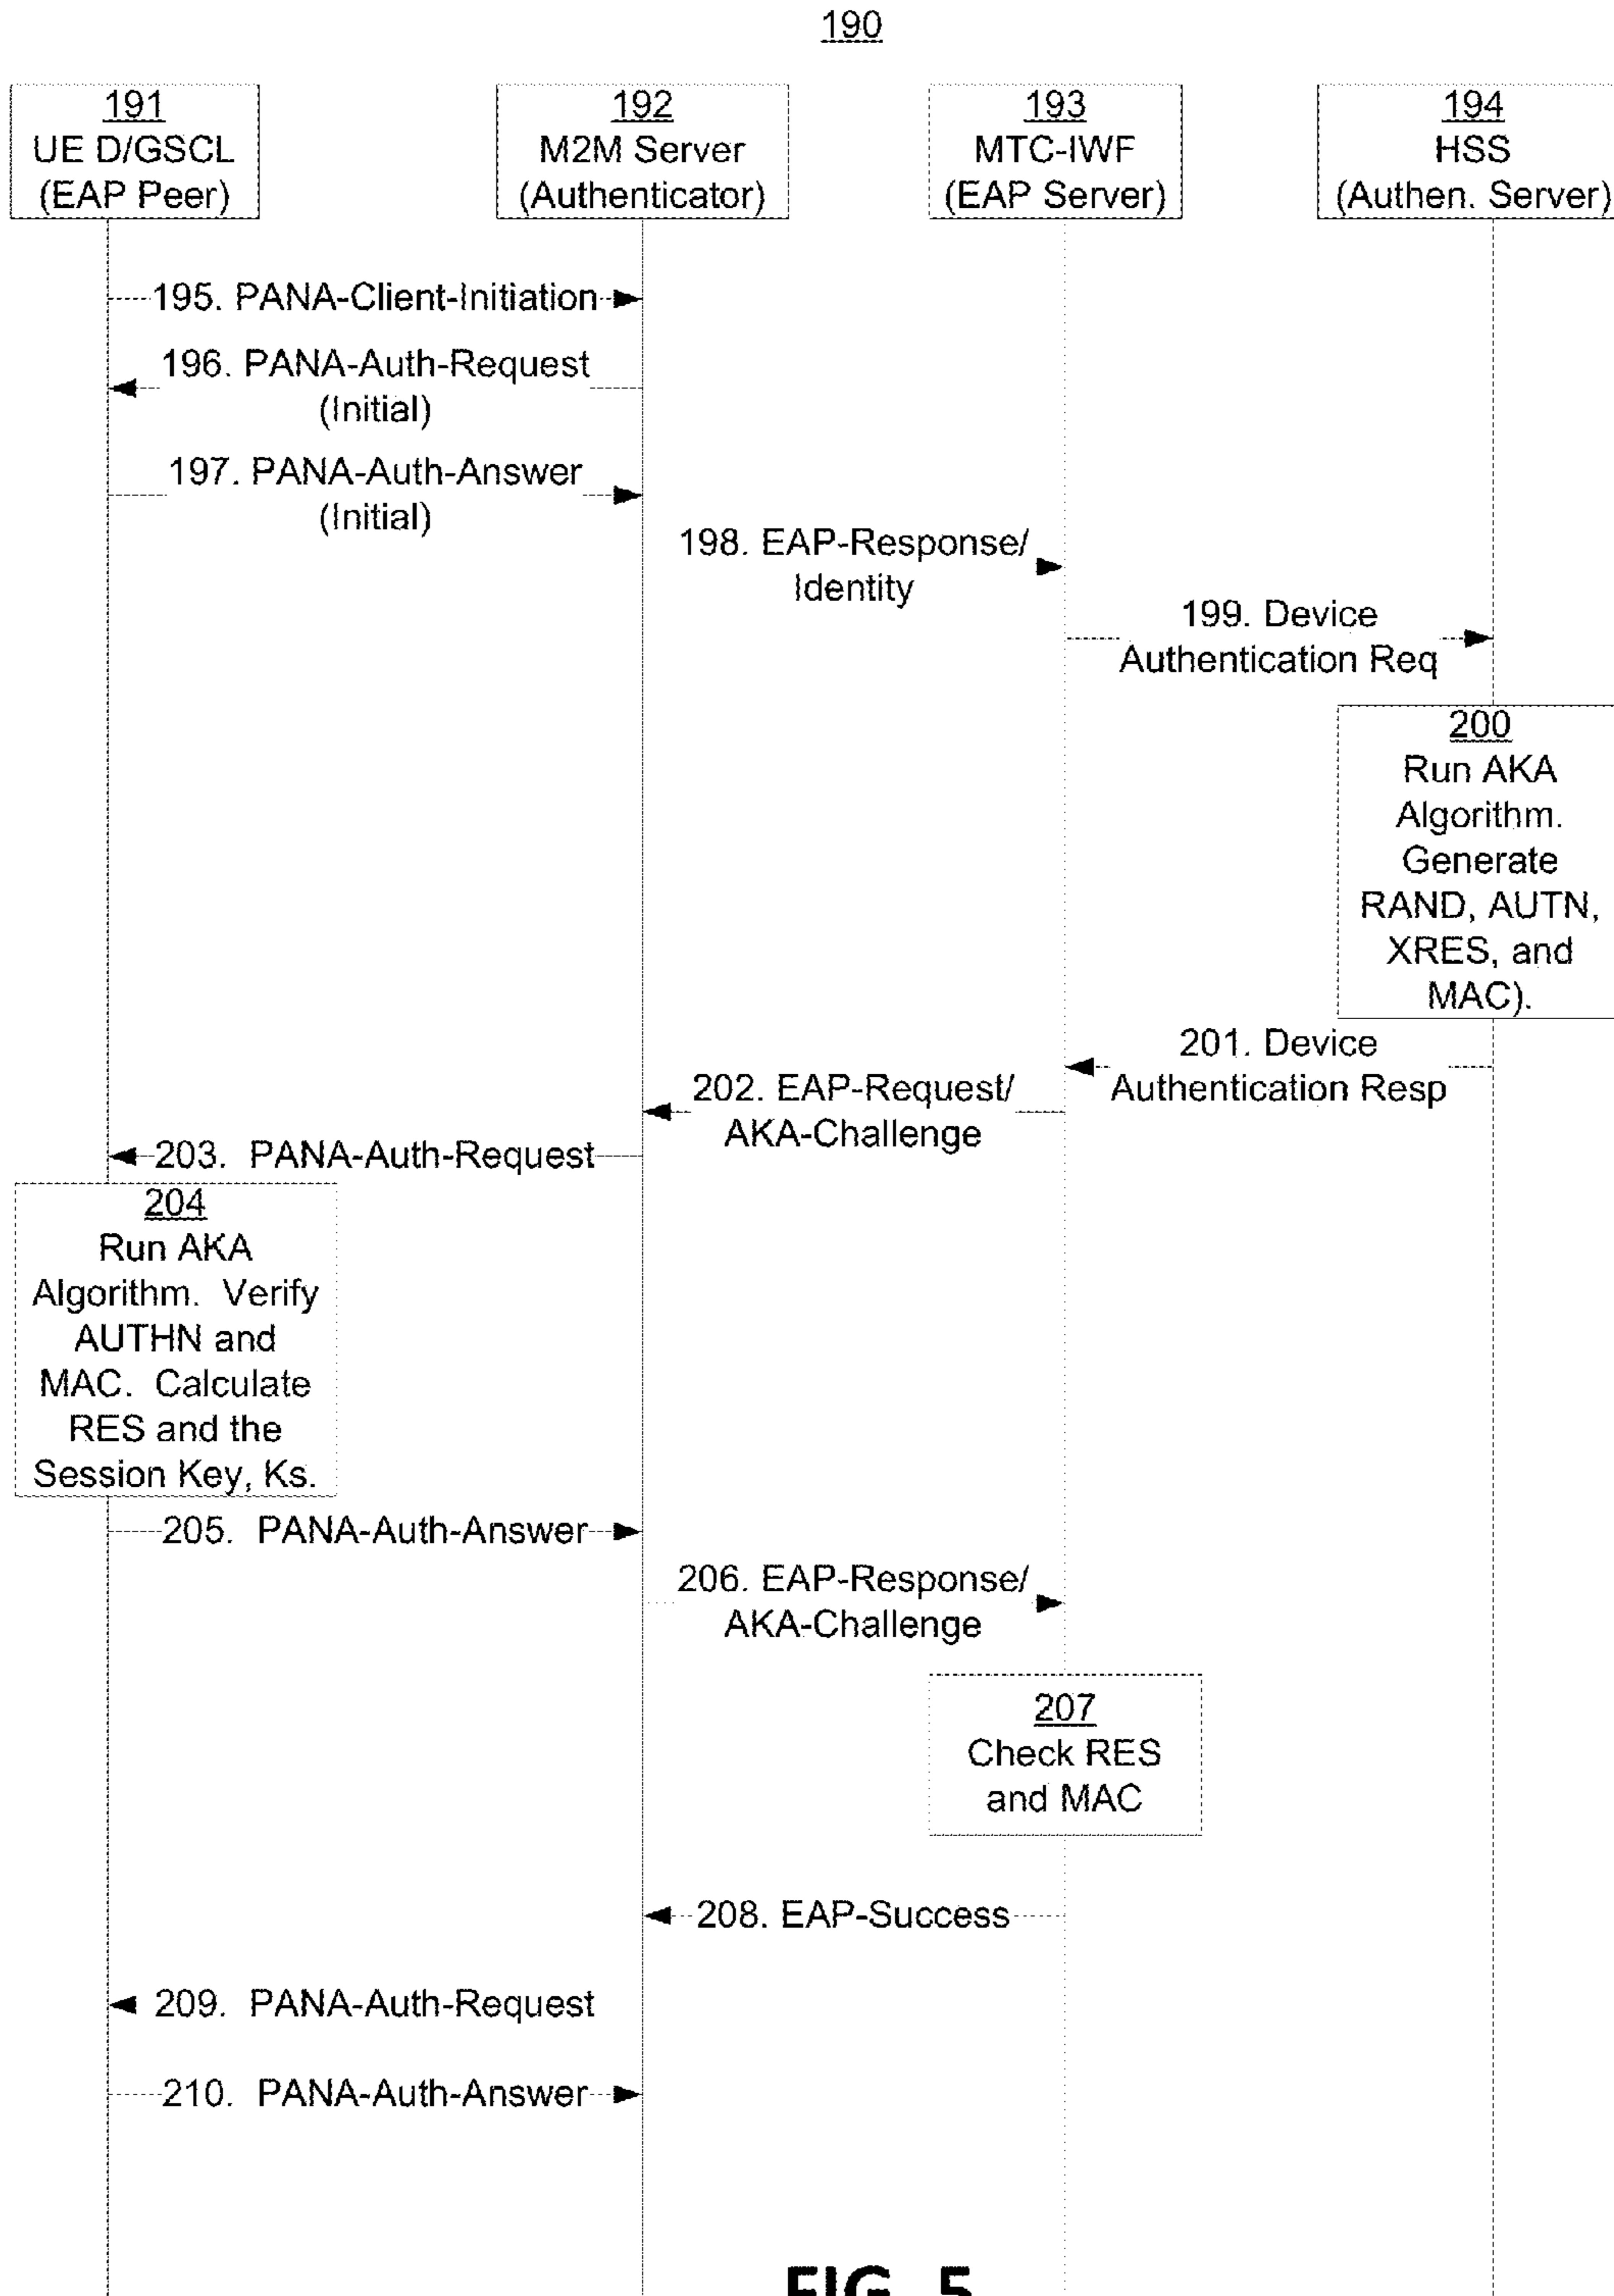 190
191
UE D/GSCL
(EAP Peer)
192
M2M Server
(Authenticator)
193
MTC-IWF
(EAP Server)
194
HSS
(Authen. Server)
195. PANA-Client-Initiation
196. PANA-Auth-Request
(Initial)
197. PANA-Auth-Answer
(Initial)
198. EAP-Response/
Identity
199. Device
Authentication Req
200
Run AKA
Algorithm.
Generate
RAND, AUTN,
XRES, and
MAC).
201. Device
Authentication Resp
202. EAP-Request/
AKA-Challenge
203. PANA-Auth-Request
204
Run AKA
Algorithm. Verify
AUTHN and
MAC. Calculate
RES and the
Session Key, Ks.
205. PANA-Auth-Answer
206. EAP-Response/
AKA-Challenge
207
Check RES
and MAC
208. EAP-Success
209. PANA-Auth-Request
210. PANA-Auth-Answer
FIG. 5